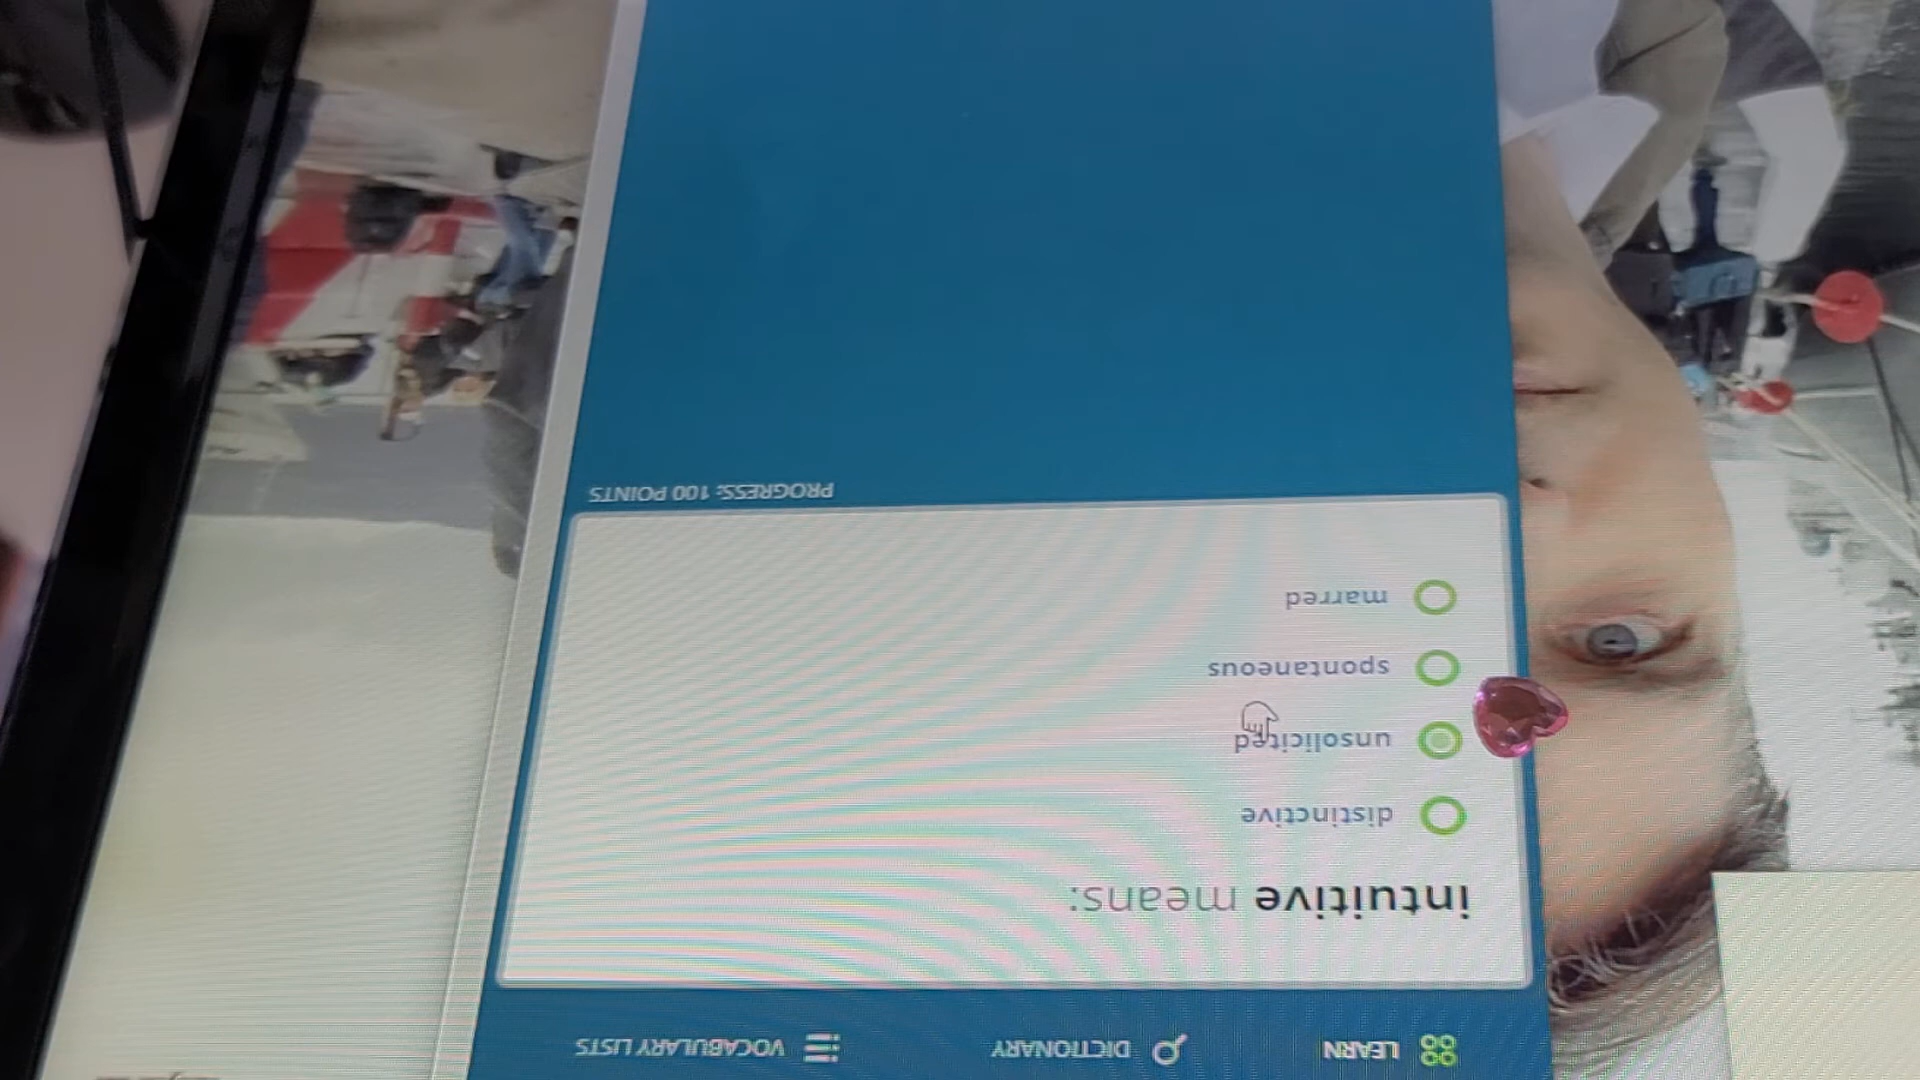 LEARN
DICTIONARY
VOCABULARY LISTS
intuitive means:
distinctive
unsolicited
spontaneous
marred
PROGRESS: 100 POINTS